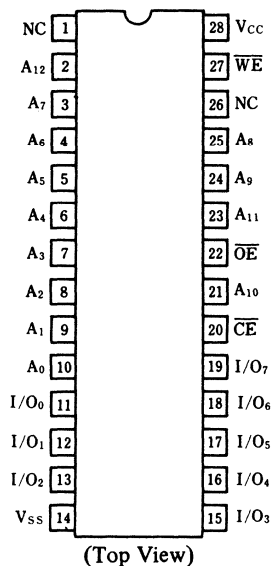 NC 1 28 VCC
A12 2 27 WE
A7 3 26 NC
A6 4 25 A8
A5 5 24 A9
A4 6 23 A11
A3 7 22 OE
A2 8 21 A10
A1 9 20 CE
A0 10 19 I/O7
I/O0 11 18 I/O6
I/O1 12 17 I/O5
I/O2 13 16 I/O4
VSS 14 15 I/O3
(Top View)